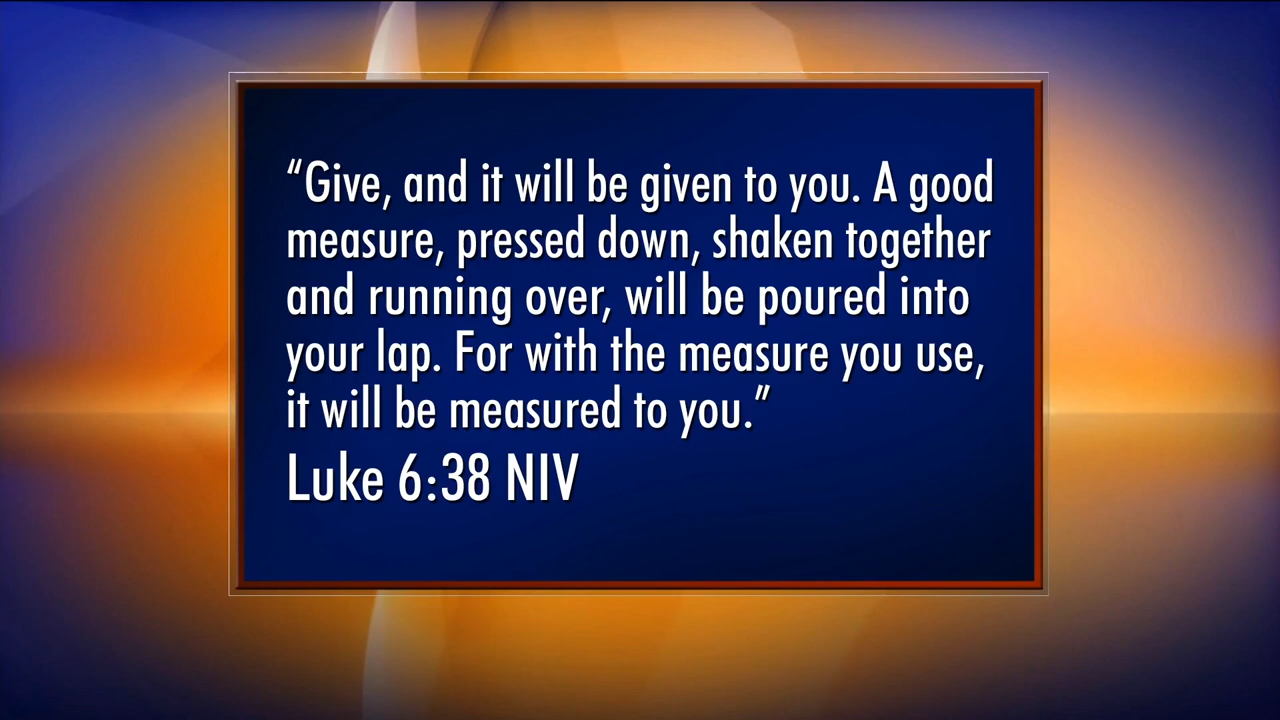 “Give, and it will be given to you. A good
measure, pressed down, shaken together
and running over, will be poured into
your lap. For with the measure you use,
it will be measured to you.”
Luke 6:38 NIV